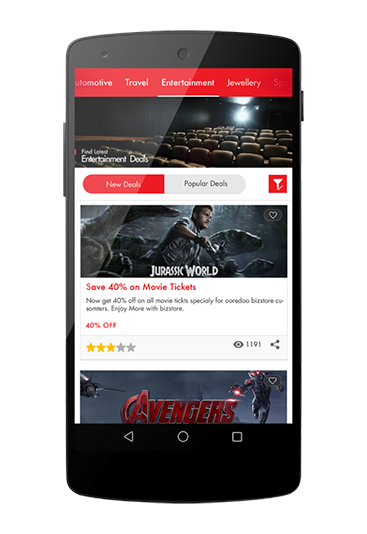 utomotive Travel Entertainment Jewellery Sp
Find Latest
Entertainment Deals
New Deals Popular Deals
JURASSIC WORLD
Save 40% on Movie Tickets
Now get 40% off on all movie tickts specialy for ooredoo bizstore cu-
somters. Enjoy More with bizstore.
40% OFF
1191
AVENGERS